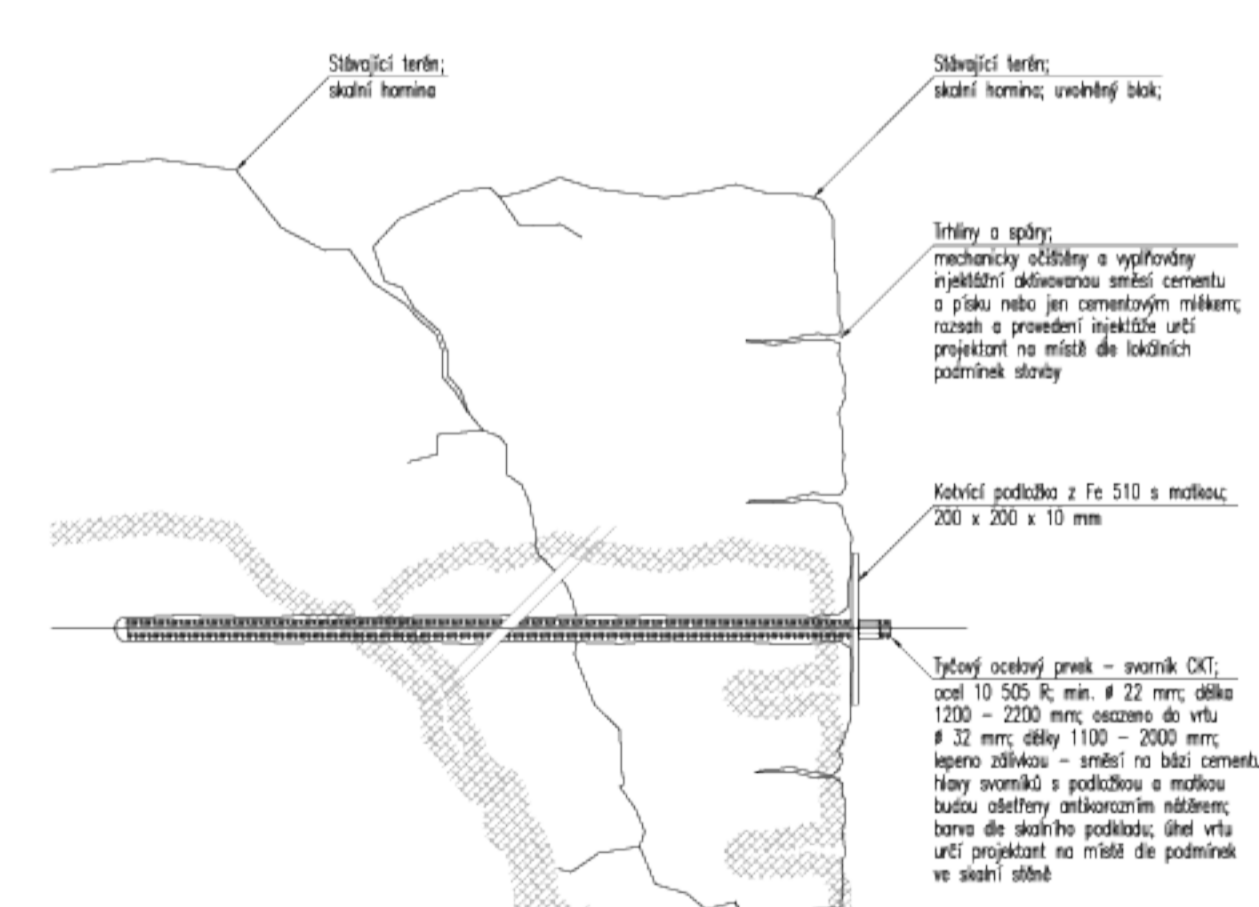 Stávající terén;
skalní hornina
Stávající terén;
skalní hornina; uvolněný blok;
Trhliny a spáry;
mechanicky očištěny a vyplňovány
injektážní aktivovanou směsí cementu
a písku nebo jen cementovým mlékem;
rozsah a provedení injektáže určí
projektant na místě dle lokálních
podmínek stavby
Kotvící podložka z Fe 510 s matkou;
200 x 200 x 10 mm
Tyčový ocelový prvek – svorník CKT;
ocel 10 505 R; min. ø 22 mm; délka
1200 – 2200 mm; osazeno do vrtu
ø 32 mm; délky 1100 – 2000 mm;
lepeno zálivkou – směsí na bázi cementu
hlavy svorníků s podložkou a matkou
budou ošetřeny antikorozním nátěrem;
barva dle skalního podkladu; úhel vrtu
určí projektant na místě dle podmínek
ve skalní stěně